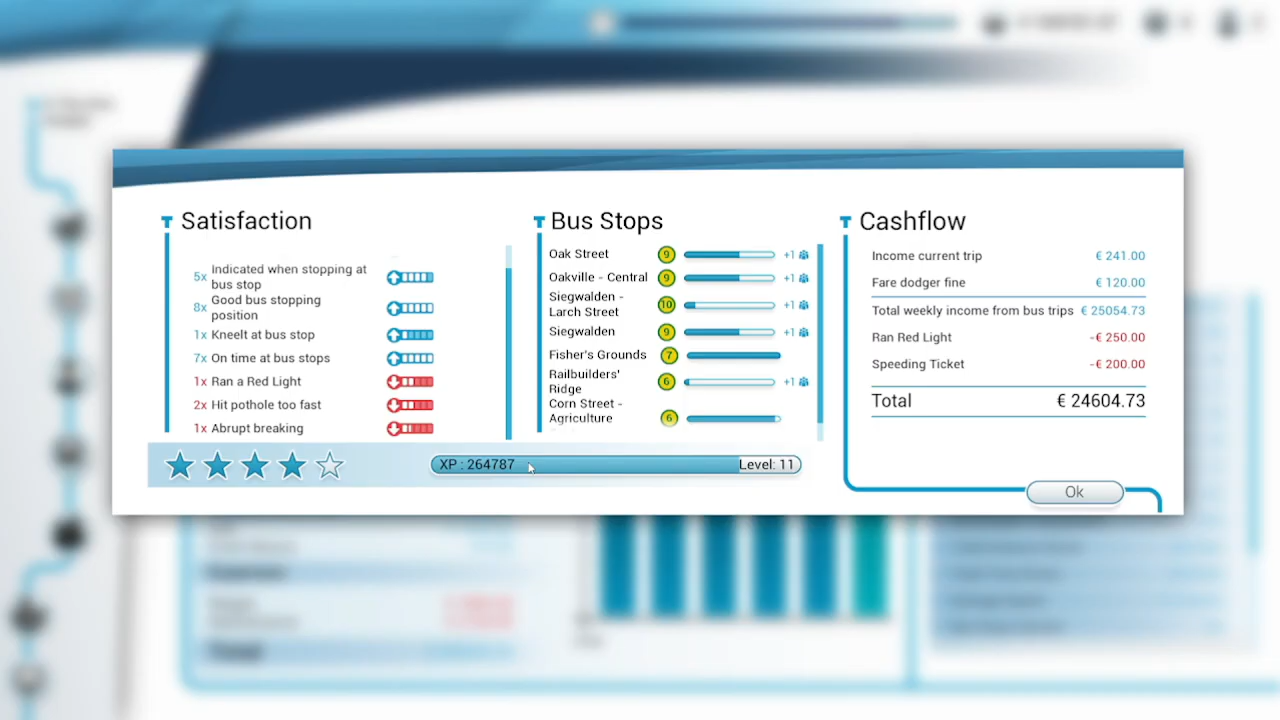 Satisfaction
5x Indicated when stopping at
bus stop
8x Good bus stopping
position
1x Kneelt at bus stop
7x On time at bus stops
1x Ran a Red Light
2x Hit pothole too fast
1x Abrupt breaking
Bus Stops
Oak Street 9 +1
Oakville - Central 9 +1
Siegwalden -
Larch Street 10 +1
Siegwalden 9 +1
Fisher's Grounds 7
Railbuilders'
Ridge 6 +1
Corn Street -
Agriculture 6
Cashflow
Income current trip € 241.00
Fare dodger fine € 120.00
Total weekly income from bus trips € 25054.73
Ran Red Light -€ 250.00
Speeding Ticket -€ 200.00
Total € 24604.73
XP : 264787 Level: 11
Ok